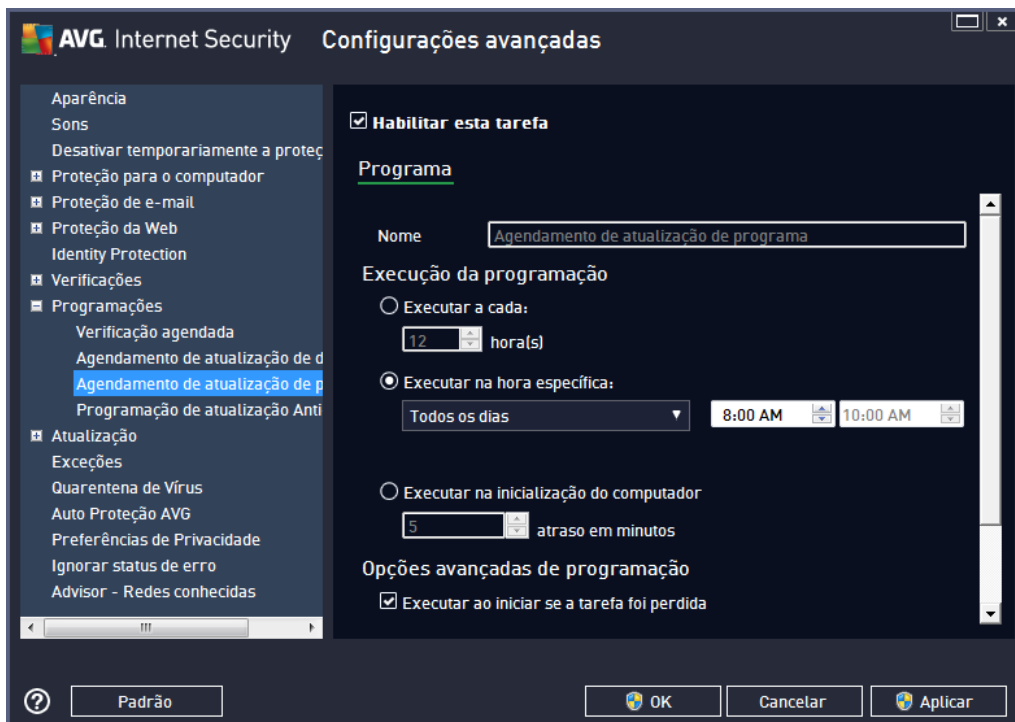 AVG. Internet Security Configurações avançadas
Aparência
Sons
Desativar temporariamente a proteç
Proteção para o computador
Proteção de e-mail
Proteção da Web
Identity Protection
Verificações
Programações
Verificação agendada
Agendamento de atualização de d
Agendamento de atualização de p
Programação de atualização Anti
Atualização
Exceções
Quarentena de Vírus
Auto Proteção AVG
Preferências de Privacidade
Ignorar status de erro
Advisor - Redes conhecidas
Habilitar esta tarefa
Programa
Nome Agendamento de atualização de programa
Execução da programação
Executar a cada:
12 hora(s)
Executar na hora específica:
Todos os dias 8:00 AM 10:00 AM
Executar na inicialização do computador
5 atraso em minutos
Opções avançadas de programação
Executar ao iniciar se a tarefa foi perdida
? Padrão OK Cancelar Aplicar